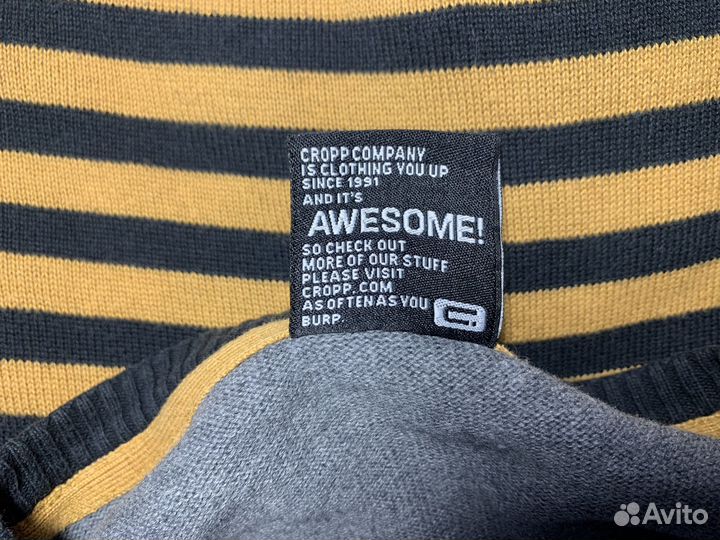 CROPP COMPANY
IS CLOTHING YOU UP
SINCE 1991
AND IT'S
AWESOME!
SO CHECK OUT
MORE OF OUR STUFF
PLEASE VISIT
CROPP.COM
AS OFTEN AS YOU
BURP.
Avito